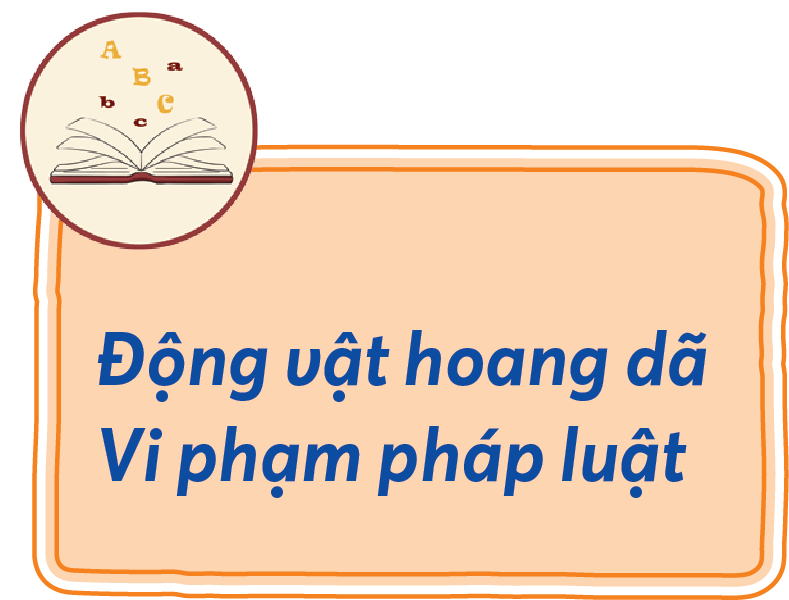 A
a
B
b
C
c
Động vật hoang dã
Vi phạm pháp luật